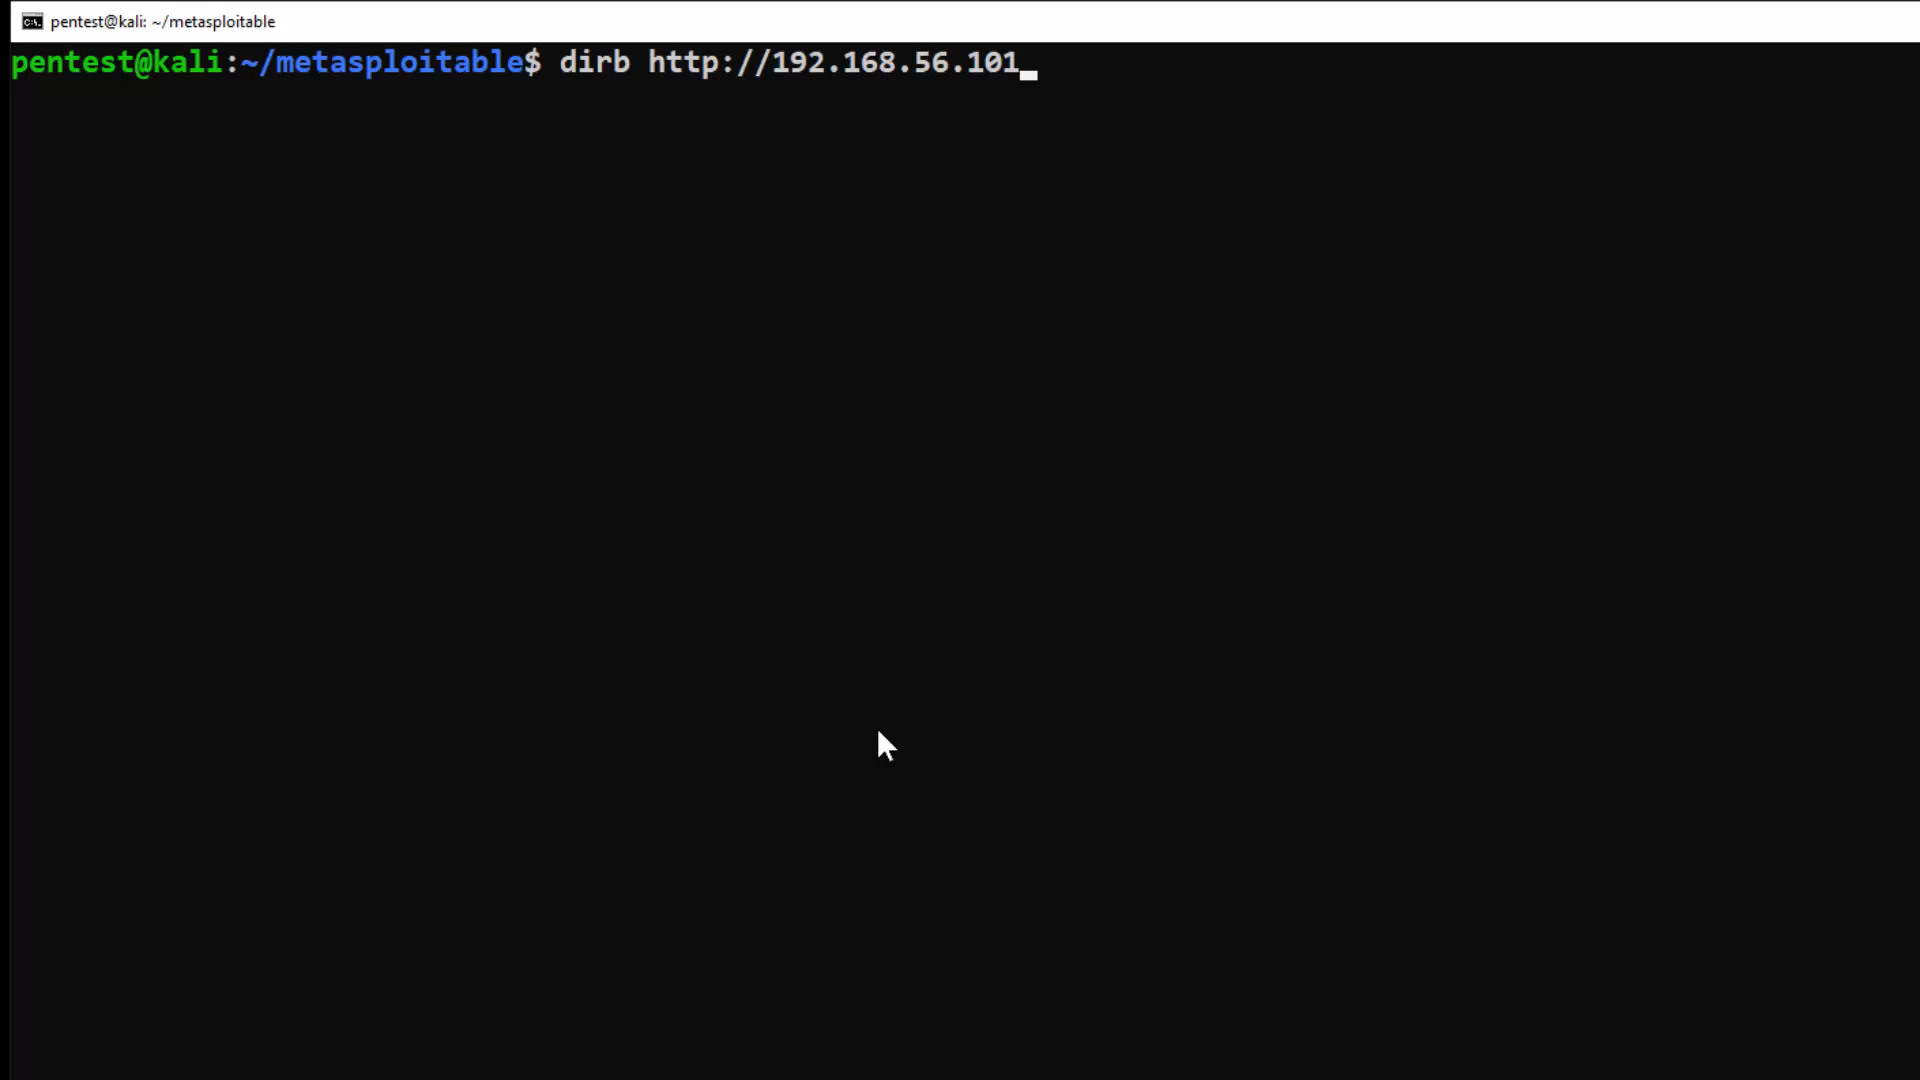 pentest@kali: ~/metasploitable
pentest@kali:~/metasploitable$ dirb http://192.168.56.101